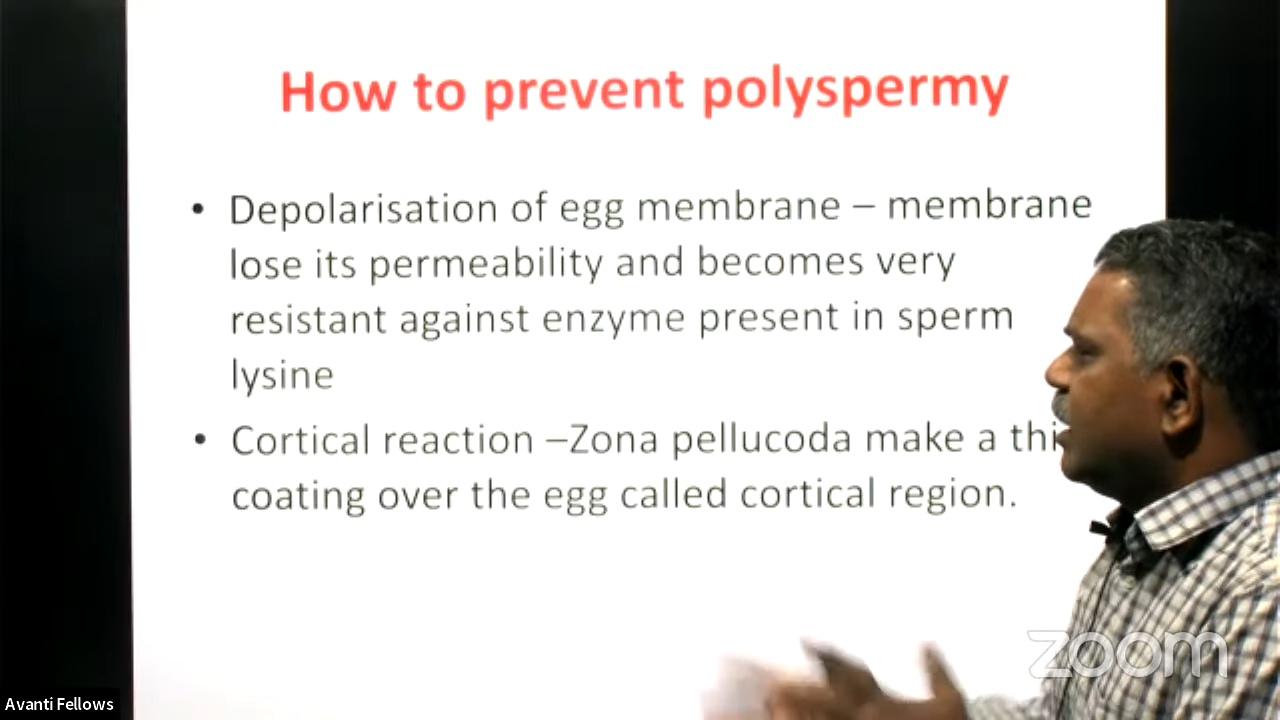 How to prevent polyspermy
• Depolarisation of egg membrane – membrane
lose its permeability and becomes very
resistant against enzyme present in sperm
lysine
• Cortical reaction –Zona pellucoda make a
coating over the egg called cortical region.
zoom
Avanti Fellows